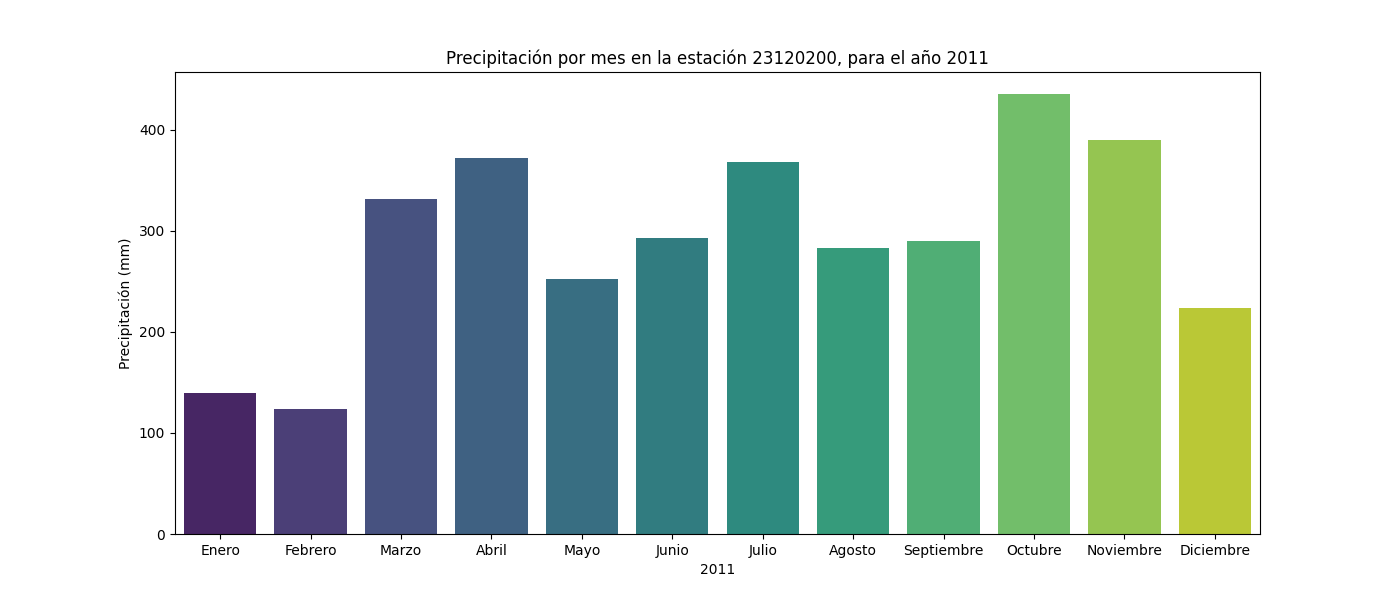 Precipitación por mes en la estación 23120200, para el año 2011
Precipitación (mm)
400
300
200
100
0
Enero Febrero Marzo Abril Mayo Junio Julio Agosto Septiembre Octubre Noviembre Diciembre
2011